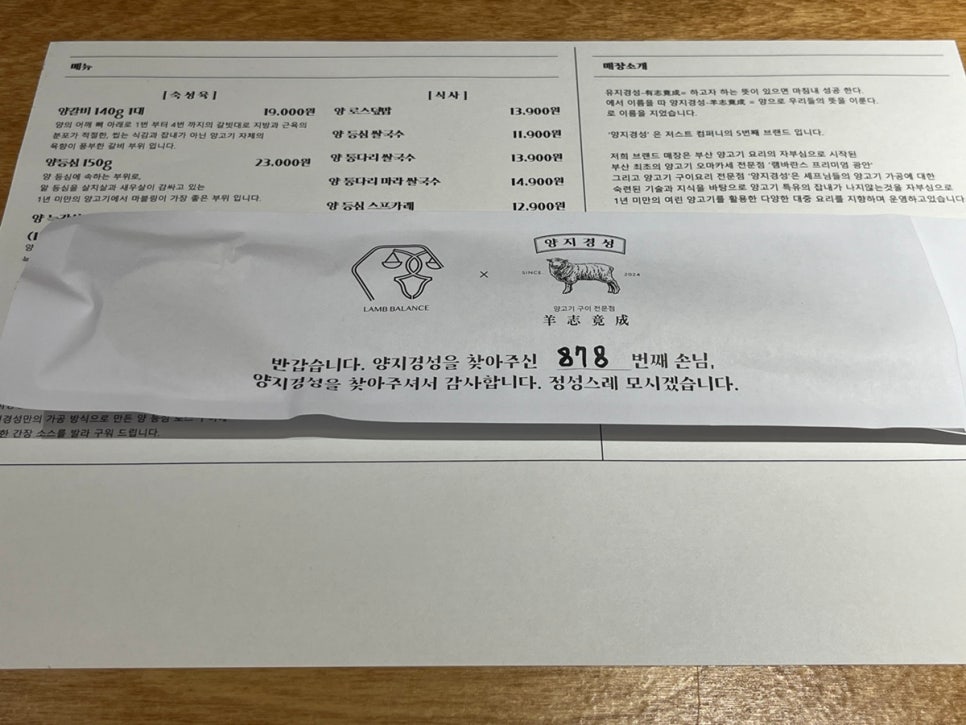 메뉴
[ 숙성육 ]
양갈비 140g 1대 19.000원
양의 어깨 뼈 아래로 1번 부터 4번 까지의 갈빗대로 지방과 근육의
분포가 적절한, 씹는 식감과 잡내가 아닌 양고기 자체의
육향이 풍부한 갈비 부위 입니다.
양등심 150g 23.000원
양 등심에 속하는 부위로,
알 등심을 살치살과 새우살이 감싸고 있는
1년 미만의 양고기에서 마블링이 가장 좋은 부위 입니다.
[ 식사 ]
양 로스덮밥 13.900원
양 등심 쌀국수 11.900원
양 통다리 쌀국수 13.900원
양 통다리 마라 쌀국수 14.900원
양 등심 스프카레 12.900원
매장소개
유지경성-有志竟成= 하고자 하는 뜻이 있으면 마침내 성공 한다.
에서 이름을 따 양지경성-羊志竟成 = 양으로 우리들의 뜻을 이룬다.
로 이름을 지었습니다.
'양지경성' 은 저스트 컴퍼니의 5번째 브랜드 입니다.
저희 브랜드 매장은 부산 양고기 요리의 자부심으로 시작된
부산 최초의 양고기 오마카세 전문점 '램바란스 프리미엄 광안'
그리고 양고기 구이요리 전문점 '양지경성'은 셰프님들의 양고기 가공에 대한
숙련된 기술과 지식을 바탕으로 양고기 특유의 잡내가 나지않는것을 자부심으로
1년 미만의 여린 양고기를 활용한 다양한 대중 요리를 지향하며 운영하고있습니다
LAMB BALANCE
×
양지경성
SINCE 2024
양고기 구이 전문점
羊志竟成
반갑습니다. 양지경성을 찾아주신 878 번째 손님,
양지경성을 찾아주셔서 감사합니다. 정성스레 모시겠습니다.
경성만의 가공 방식으로 만든 양 등심
한 간장 소스를 발라 구워 드립니다.